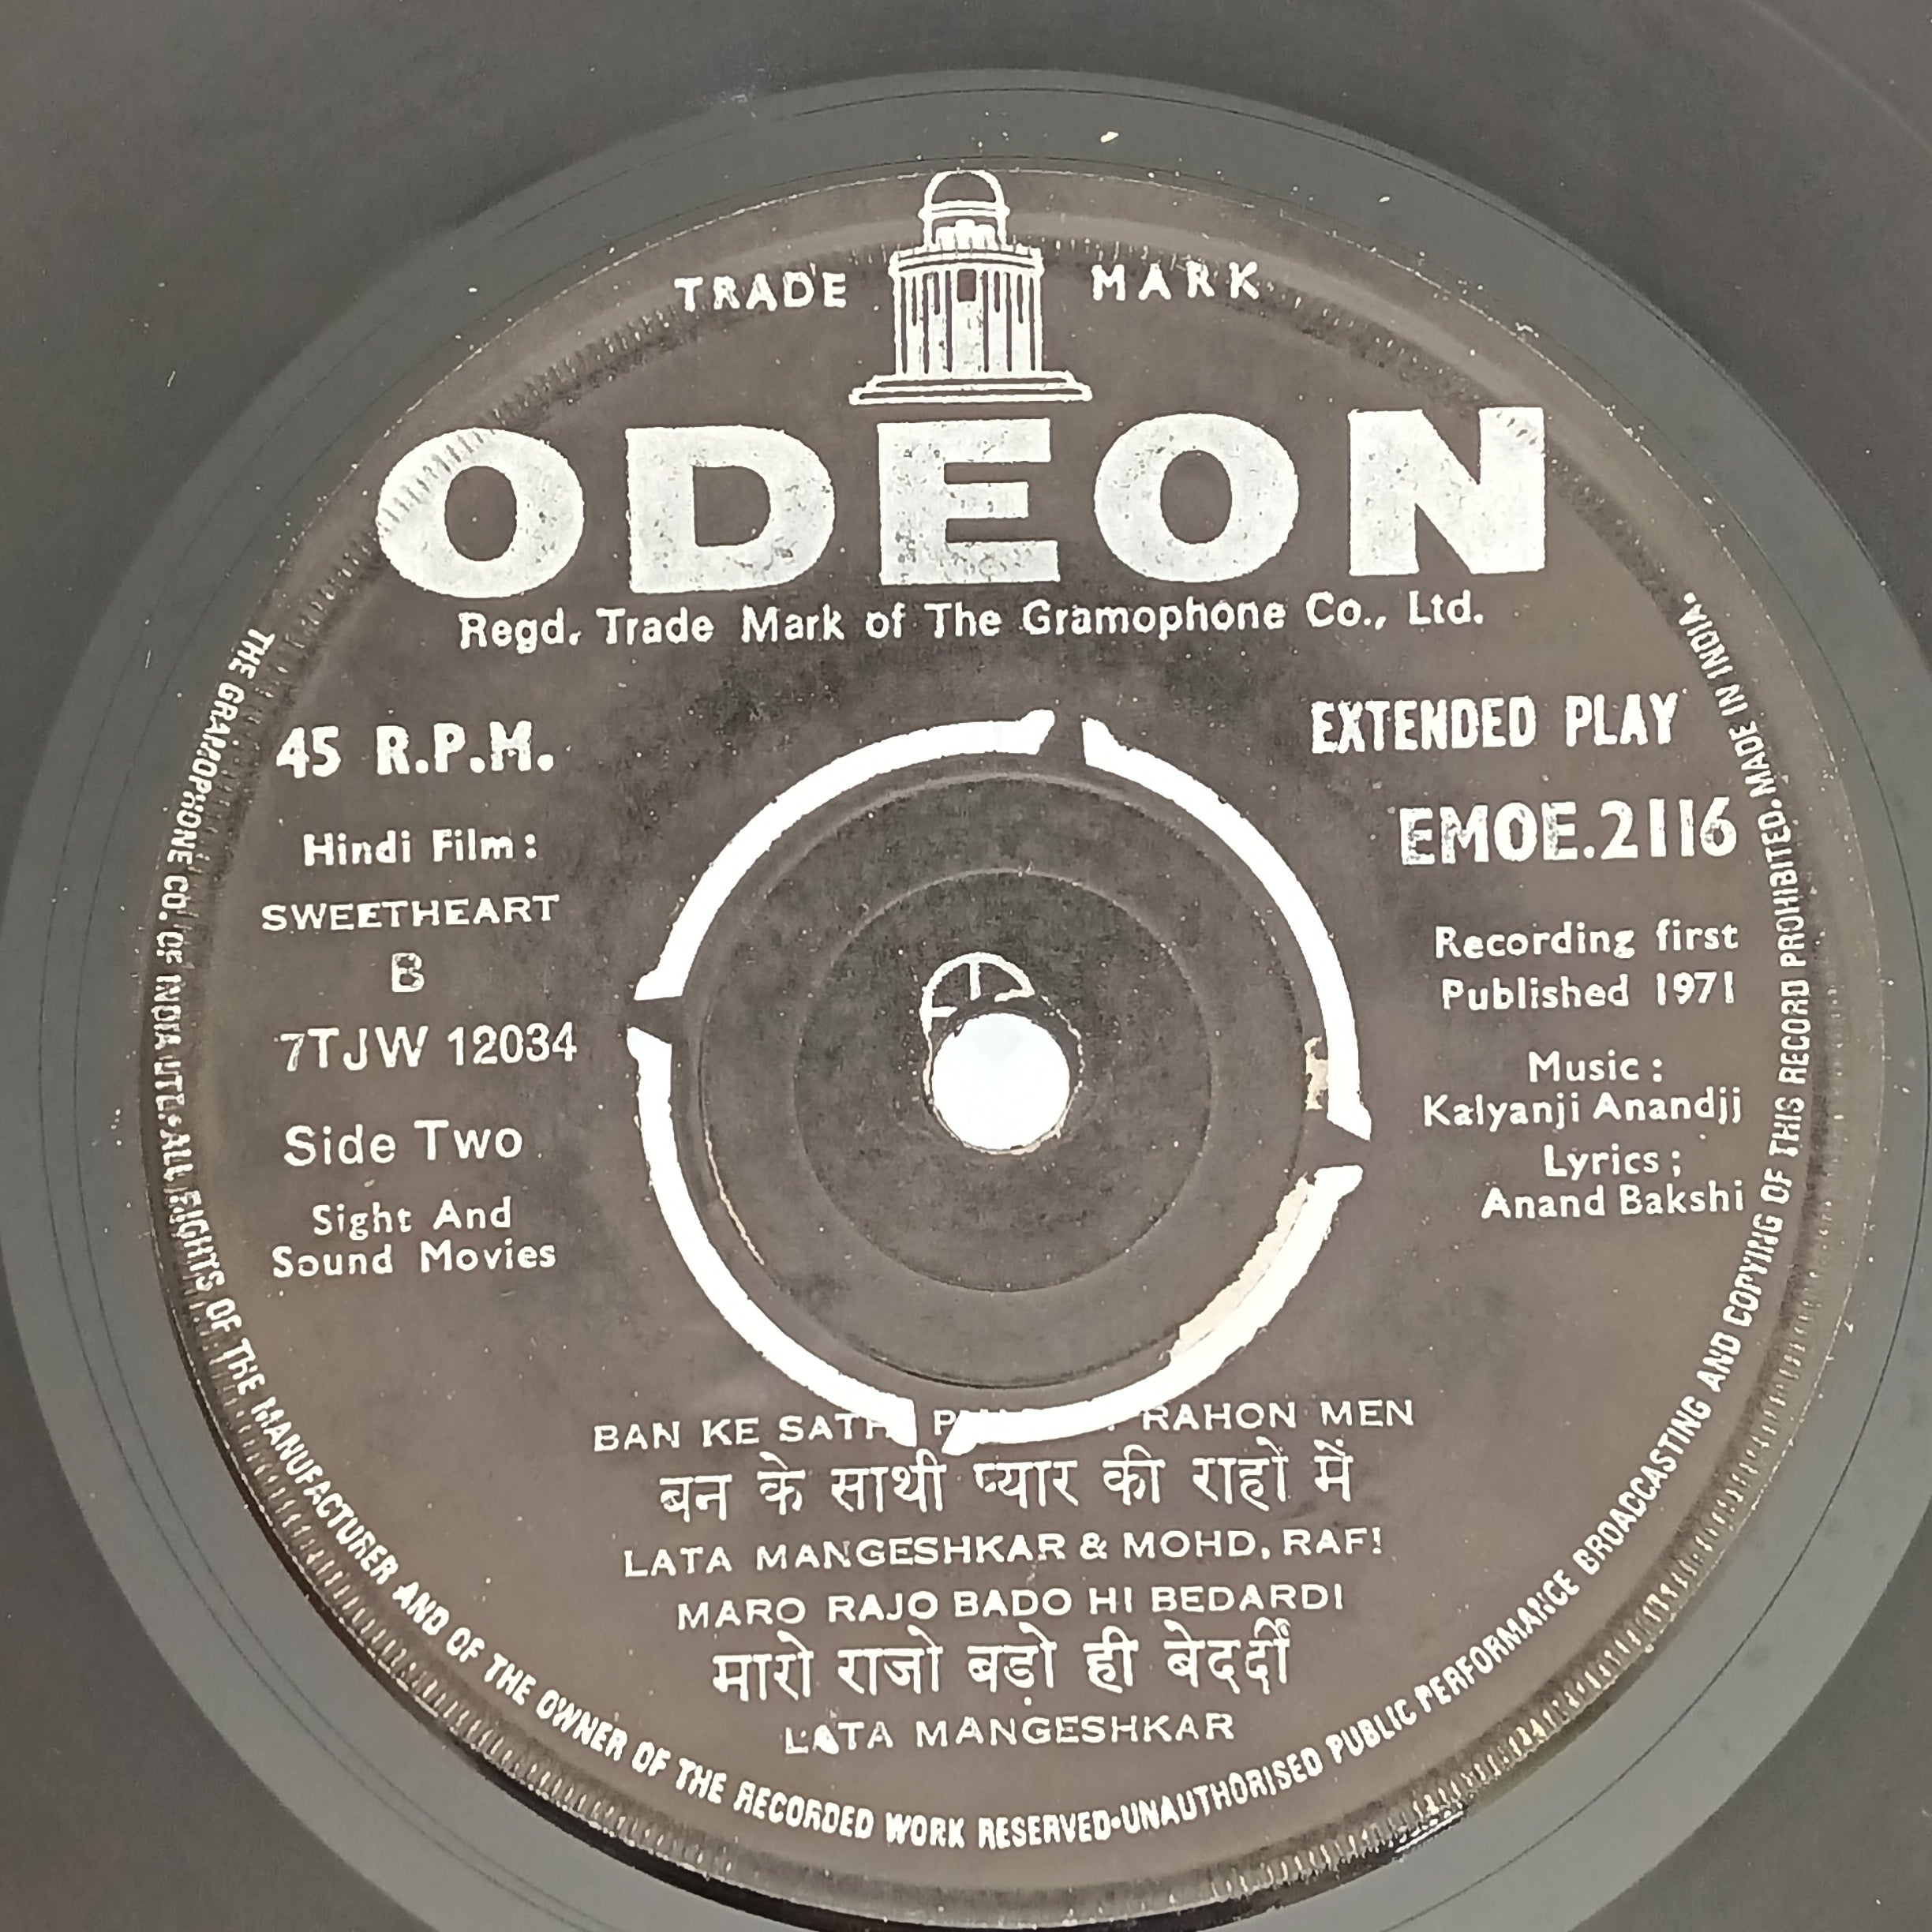 TRADE MARK
ODEON
Regd. Trade Mark of The Gramophone Co., Ltd.
45 R.P.M.
Hindi Film :
SWEETHEART
B
7TJW 12034
Side Two
Sight And
Sound Movies
EXTENDED PLAY
EMOE.2116
Recording first
Published 1971
Music :
Kalyanji Anandji
Lyrics ;
Anand Bakshi
BAN KE RAHON MEN
बन के साथी प्यार की राहों में
LATA MANGESHKAR & MOHD. RAFI
MARO RAJO BADO HI BEDARDI
मारो राजो बड़ो ही बेदर्दी
LATA MANGESHKAR
THE GRAMOPHONE CO. OF INDIA LTD. • ALL RIGHTS OF THE MANUFACTURER AND OF THE OWNER OF THE RECORDED WORK RESERVED • UNAUTHORISED PUBLIC PERFORMANCE BROADCASTING AND COPYING OF THIS RECORD PROHIBITED. MADE IN INDIA.